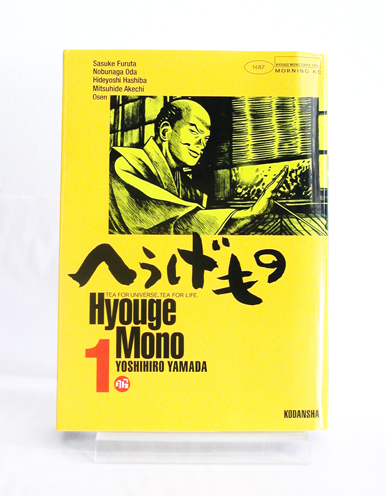 Sasuke Furuta
Nobunaga Oda
Hideyoshi Hashiba
Mitsuhide Akechi
Osen
1487
MORNING KC
へうげもの
TEA FOR UNIVERSE, TEA FOR LIFE.
Hyouge
Mono
1
YOSHIHIRO YAMADA
KODANSHA